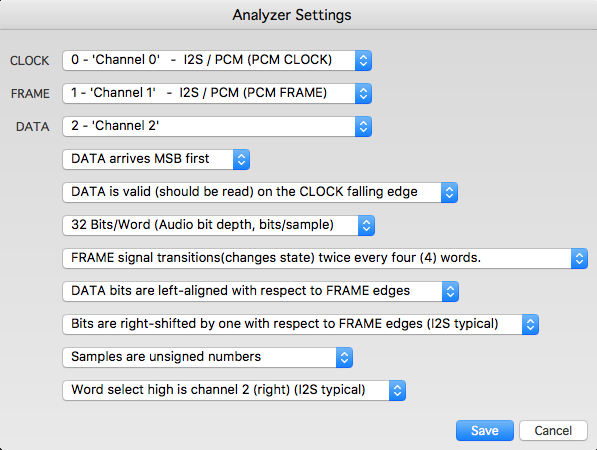 Analyzer Settings
CLOCK 0 - 'Channel 0' - I2S / PCM (PCM CLOCK)
FRAME 1 - 'Channel 1' - I2S / PCM (PCM FRAME)
DATA 2 - 'Channel 2'
DATA arrives MSB first
DATA is valid (should be read) on the CLOCK falling edge
32 Bits/Word (Audio bit depth, bits/sample)
FRAME signal transitions(changes state) twice every four (4) words.
DATA bits are left-aligned with respect to FRAME edges
Bits are right-shifted by one with respect to FRAME edges (I2S typical)
Samples are unsigned numbers
Word select high is channel 2 (right) (I2S typical)
Save Cancel